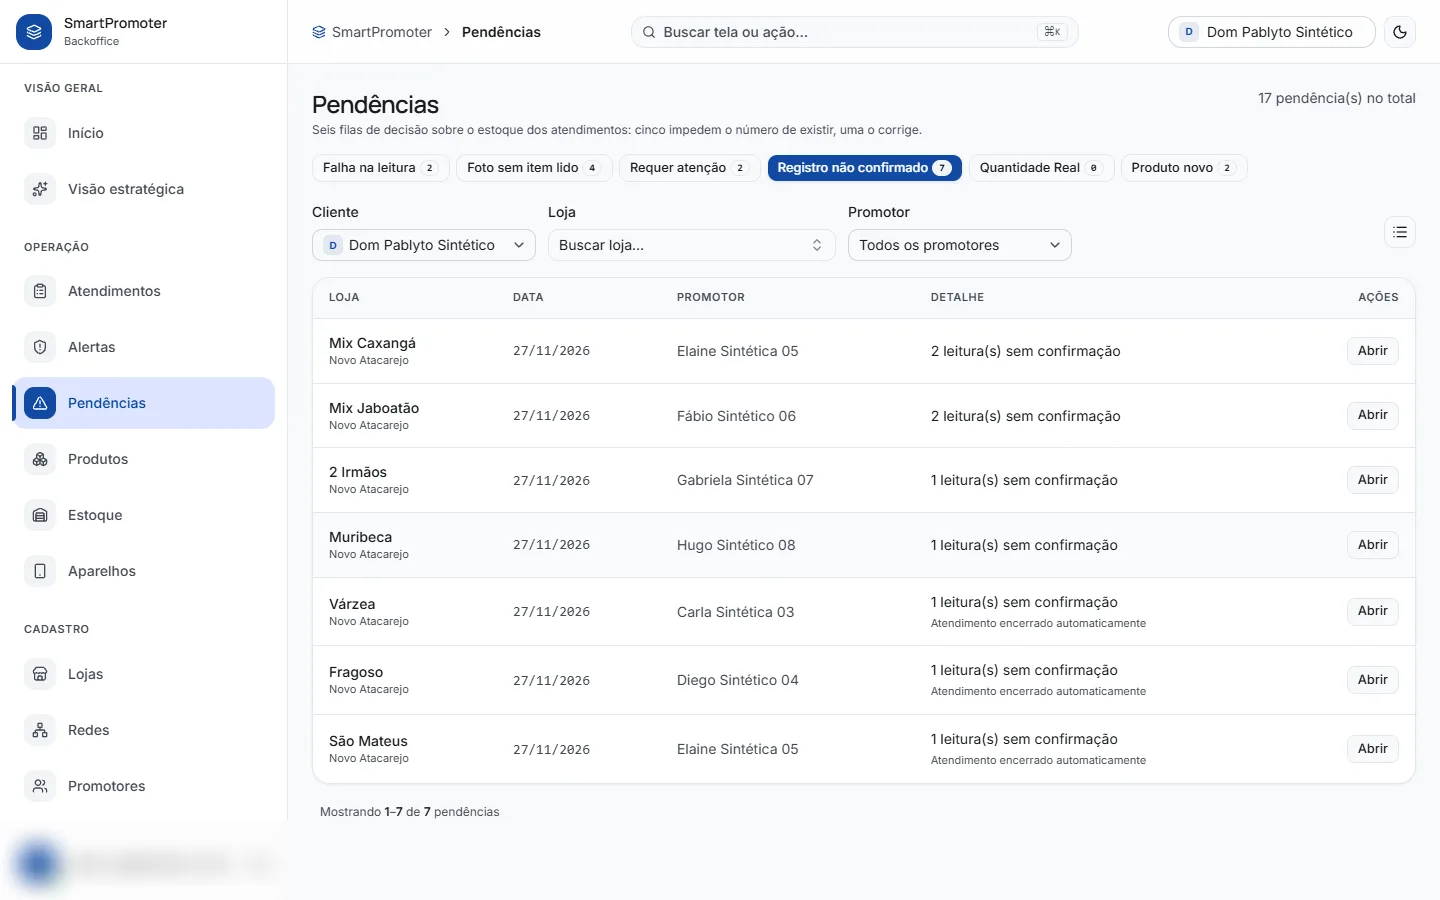 SmartPromoter
Backoffice
SmartPromoter > Pendências
Buscar tela ou ação...
⌘K
D Dom Pablyto Sintético
VISÃO GERAL
Início
Visão estratégica
OPERAÇÃO
Atendimentos
Alertas
Pendências
Produtos
Estoque
Aparelhos
CADASTRO
Lojas
Redes
Promotores
Pendências
17 pendência(s) no total
Seis filas de decisão sobre o estoque dos atendimentos: cinco impedem o número de existir, uma o corrige.
Falha na leitura 2
Foto sem item lido 4
Requer atenção 2
Registro não confirmado 7
Quantidade Real 0
Produto novo 2
Cliente
D Dom Pablyto Sintético
Loja
Buscar loja...
Promotor
Todos os promotores
LOJA DATA PROMOTOR DETALHE AÇÕES
Mix Caxangá
Novo Atacarejo
27/11/2026
Elaine Sintética 05
2 leitura(s) sem confirmação
Abrir
Mix Jaboatão
Novo Atacarejo
27/11/2026
Fábio Sintético 06
2 leitura(s) sem confirmação
Abrir
2 Irmãos
Novo Atacarejo
27/11/2026
Gabriela Sintética 07
1 leitura(s) sem confirmação
Abrir
Muribeca
Novo Atacarejo
27/11/2026
Hugo Sintético 08
1 leitura(s) sem confirmação
Abrir
Várzea
Novo Atacarejo
27/11/2026
Carla Sintética 03
1 leitura(s) sem confirmação
Atendimento encerrado automaticamente
Abrir
Fragoso
Novo Atacarejo
27/11/2026
Diego Sintético 04
1 leitura(s) sem confirmação
Atendimento encerrado automaticamente
Abrir
São Mateus
Novo Atacarejo
27/11/2026
Elaine Sintética 05
1 leitura(s) sem confirmação
Atendimento encerrado automaticamente
Abrir
Mostrando 1–7 de 7 pendências